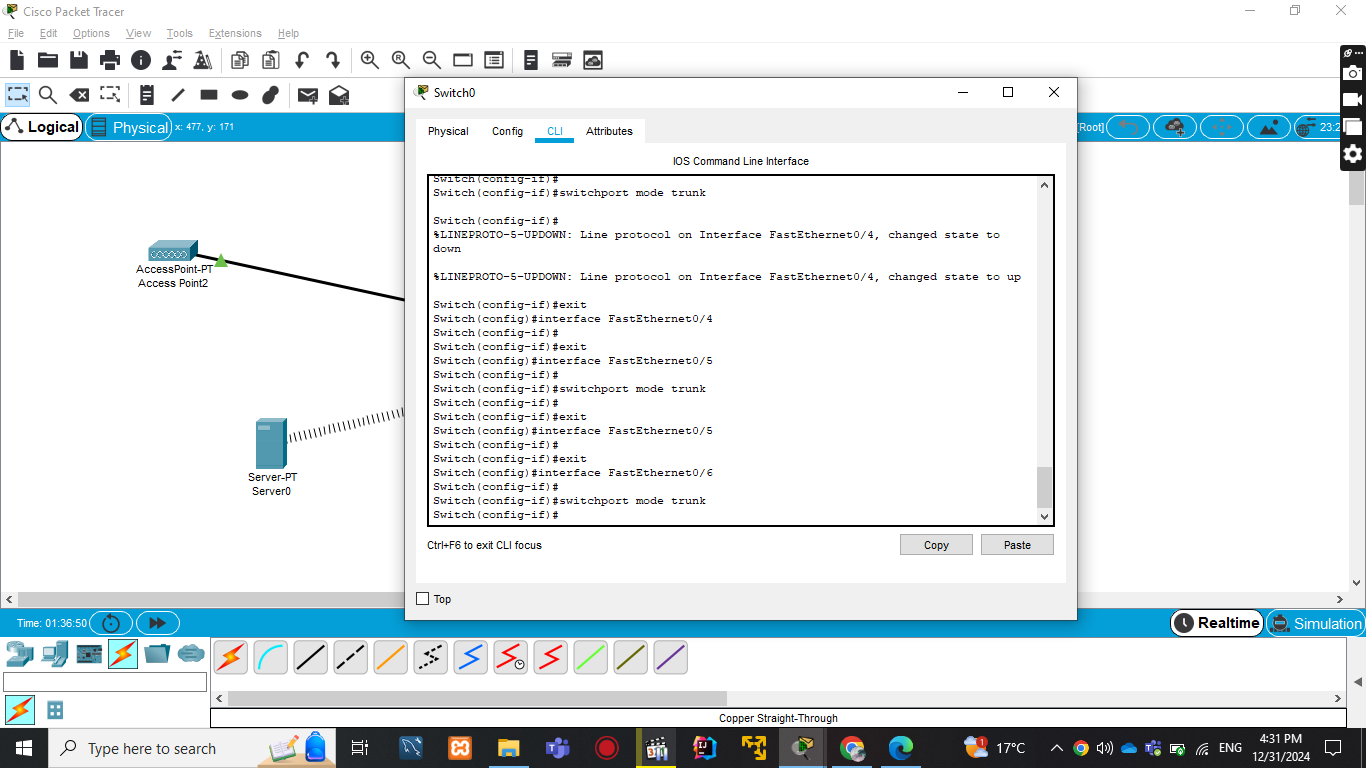 Cisco Packet Tracer
File Edit Options View Tools Extensions Help
Logical
Physical
x: 477, y: 171
[Root]
23:2
AccessPoint-PT
Access Point2
Server-PT
Server0
Switch0
Physical Config CLI Attributes
IOS Command Line Interface
Switch(config-if)#
Switch(config-if)#switchport mode trunk
Switch(config-if)#
%LINEPROTO-5-UPDOWN: Line protocol on Interface FastEthernet0/4, changed state to
down
%LINEPROTO-5-UPDOWN: Line protocol on Interface FastEthernet0/4, changed state to up
Switch(config-if)#exit
Switch(config)#interface FastEthernet0/4
Switch(config-if)#
Switch(config-if)#exit
Switch(config)#interface FastEthernet0/5
Switch(config-if)#
Switch(config-if)#switchport mode trunk
Switch(config-if)#
Switch(config-if)#exit
Switch(config)#interface FastEthernet0/5
Switch(config-if)#
Switch(config-if)#exit
Switch(config)#interface FastEthernet0/6
Switch(config-if)#
Switch(config-if)#switchport mode trunk
Switch(config-if)#
Ctrl+F6 to exit CLI focus
Copy
Paste
Top
Time: 01:36:50
Realtime
Simulation
Copper Straight-Through
Type here to search
17°C
ENG
4:31 PM
12/31/2024